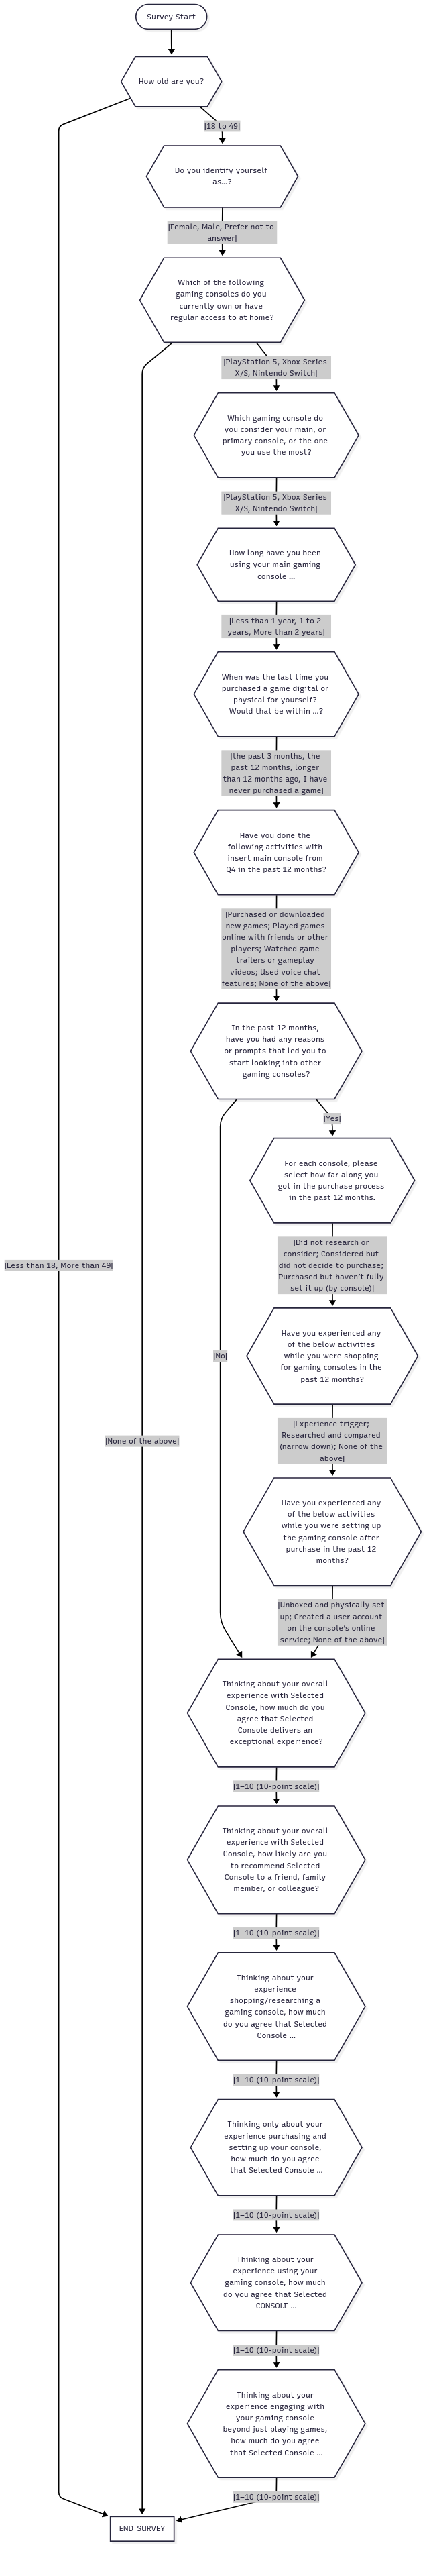 Survey Start
How old are you?
|18 to 49|
Do you identify yourself
as...?
|Female, Male, Prefer not to
answer|
Which of the following
gaming consoles do you
currently own or have
regular access to at home?
|PlayStation 5, Xbox Series
X/S, Nintendo Switch|
Which gaming console do
you consider your main, or
primary console, or the one
you use the most?
|PlayStation 5, Xbox Series
X/S, Nintendo Switch|
How long have you been
using your main gaming
console ...
|Less than 1 year, 1 to 2
years, More than 2 years|
When was the last time you
purchased a game digital or
physical for yourself?
Would that be within ...?
|the past 3 months, the
past 12 months, longer
than 12 months ago, I have
never purchased a game|
Have you done the
following activities with
insert main console from
Q4 in the past 12 months?
|Purchased or downloaded
new games; Played games
online with friends or other
players; Watched game
trailers or gameplay
videos; Used voice chat
features; None of the above|
In the past 12 months,
have you had any reasons
or prompts that led you to
start looking into other
gaming consoles?
|Yes|
For each console, please
select how far along you
got in the purchase process
in the past 12 months.
|Did not research or
consider; Considered but
did not decide to purchase;
Purchased but haven't fully
set it up (by console)|
|Less than 18, More than 49|
Have you experienced any
of the below activities
while you were shopping
for gaming consoles in the
past 12 months?
|No|
|Experience trigger;
Researched and compared
(narrow down); None of the
above|
|None of the above|
Have you experienced any
of the below activities
while you were setting up
the gaming console after
purchase in the past 12
months?
|Unboxed and physically set
up; Created a user account
on the console's online
service; None of the above|
Thinking about your overall
experience with Selected
Console, how much do you
agree that Selected
Console delivers an
exceptional experience?
|1–10 (10-point scale)|
Thinking about your overall
experience with Selected
Console, how likely are you
to recommend Selected
Console to a friend, family
member, or colleague?
|1–10 (10-point scale)|
Thinking about your
experience
shopping/researching a
gaming console, how much
do you agree that Selected
Console ...
|1–10 (10-point scale)|
Thinking only about your
experience purchasing and
setting up your console,
how much do you agree
that Selected Console ...
|1–10 (10-point scale)|
Thinking about your
experience using your
gaming console, how much
do you agree that Selected
CONSOLE ...
|1–10 (10-point scale)|
Thinking about your
experience engaging with
your gaming console
beyond just playing games,
how much do you agree
that Selected Console ...
|1–10 (10-point scale)|
END_SURVEY